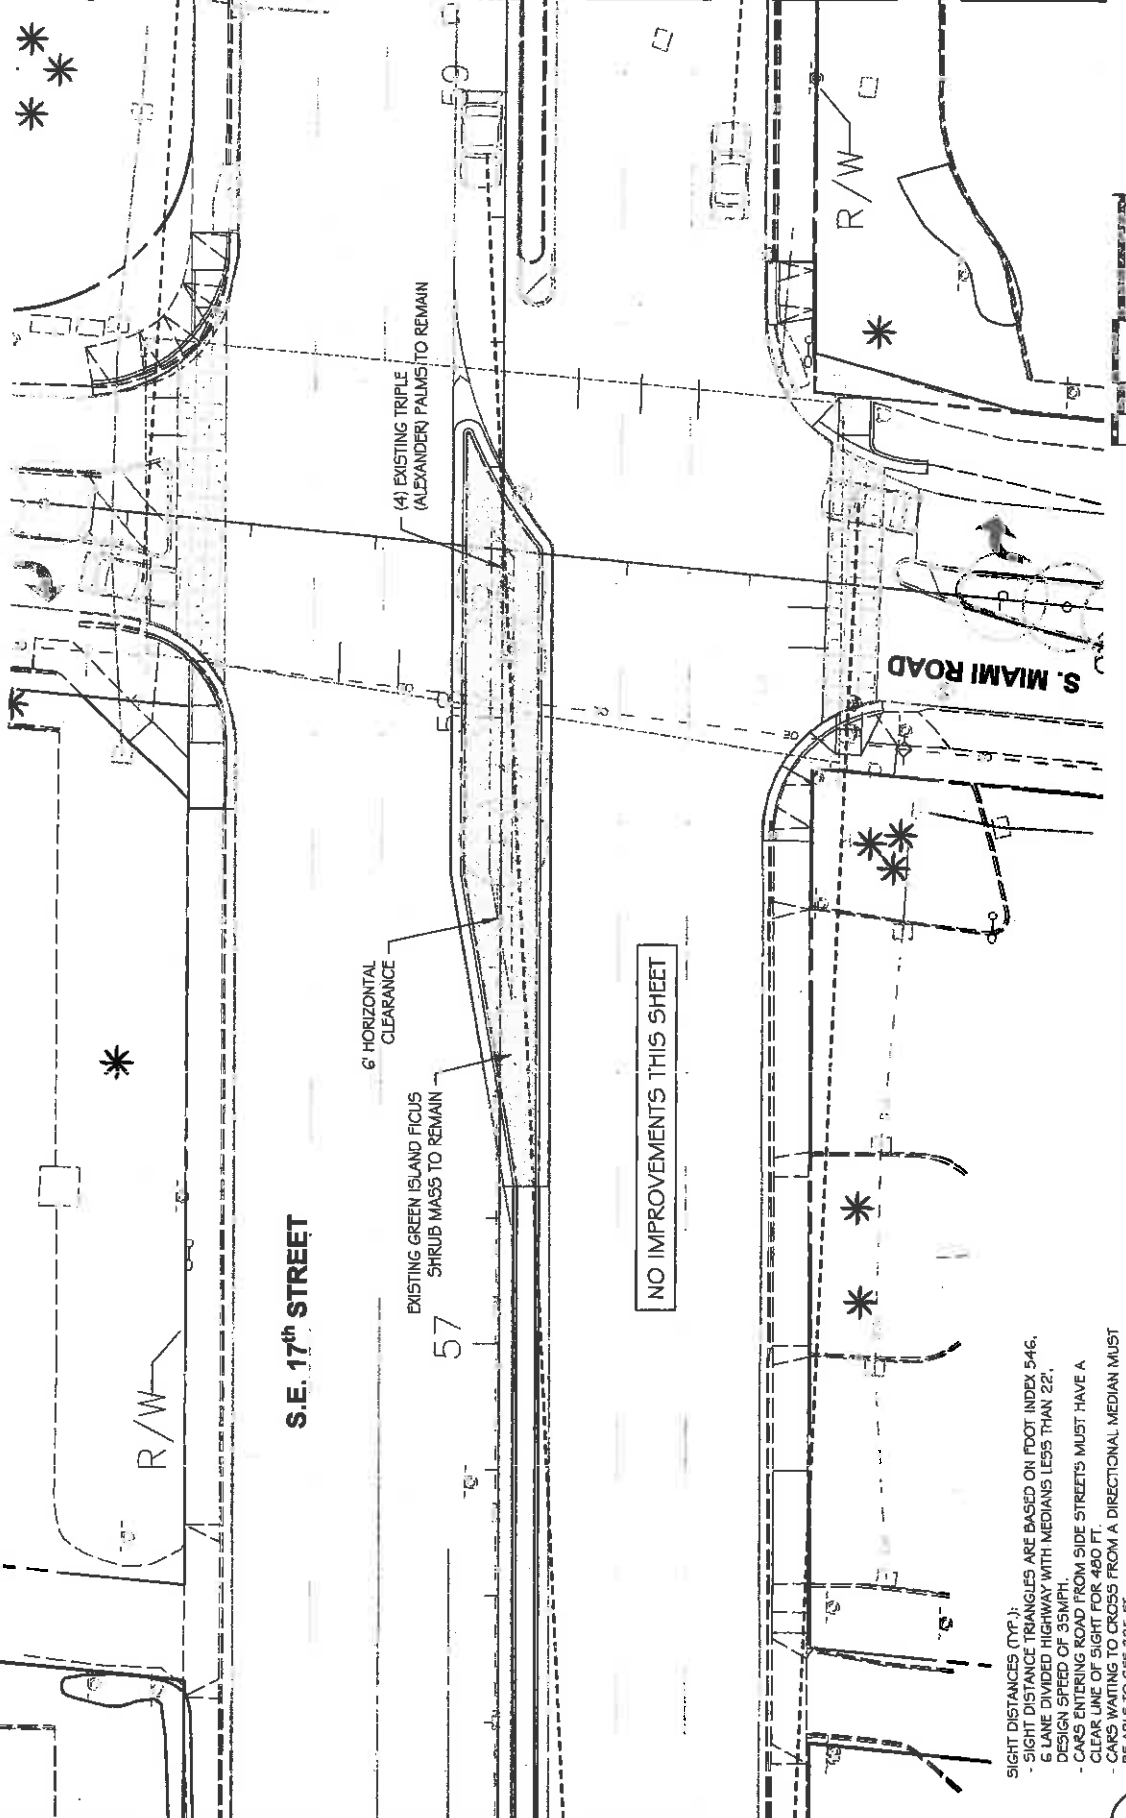 59
R/W
(4) EXISTING TRIPLE
(ALEXANDER) PALMS TO REMAIN
58
S. MIAMI ROAD
6' HORIZONTAL
CLEARANCE
EXISTING GREEN ISLAND FICUS
SHRUB MASS TO REMAIN
NO IMPROVEMENTS THIS SHEET
S.E. 17th STREET
57
R/W
SIGHT DISTANCES (TYP.):
- SIGHT DISTANCE TRIANGLES ARE BASED ON FDOT INDEX 546,
6 LANE DIVIDED HIGHWAY WITH MEDIANS LESS THAN 22',
DESIGN SPEED OF 35MPH.
- CARS ENTERING ROAD FROM SIDE STREETS MUST HAVE A
CLEAR LINE OF SIGHT FOR 480 FT.
- CARS WAITING TO CROSS FROM A DIRECTIONAL MEDIAN MUST